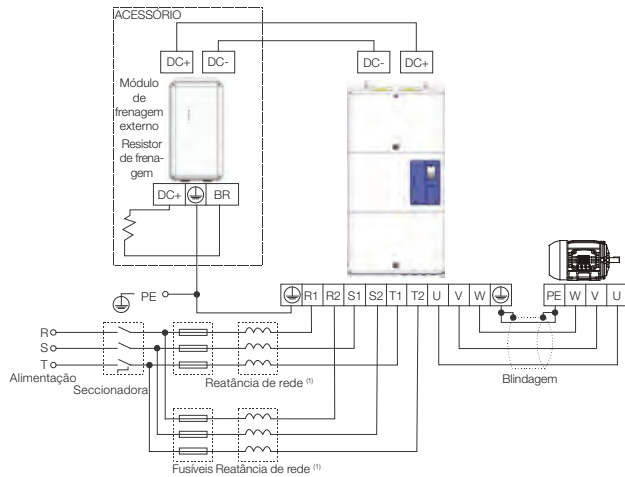 ACESSÓRIO
DC+ DC- DC- DC+
Módulo
de
frenagem
externo
Resistor
de frena-
gem
DC+ BR
PE
R1 R2 S1 S2 T1 T2 U V W PE W V U
R
S
T
Alimentação
Seccionadora
Reatância de rede (1)
Blindagem
Fusíveis Reatância de rede (1)